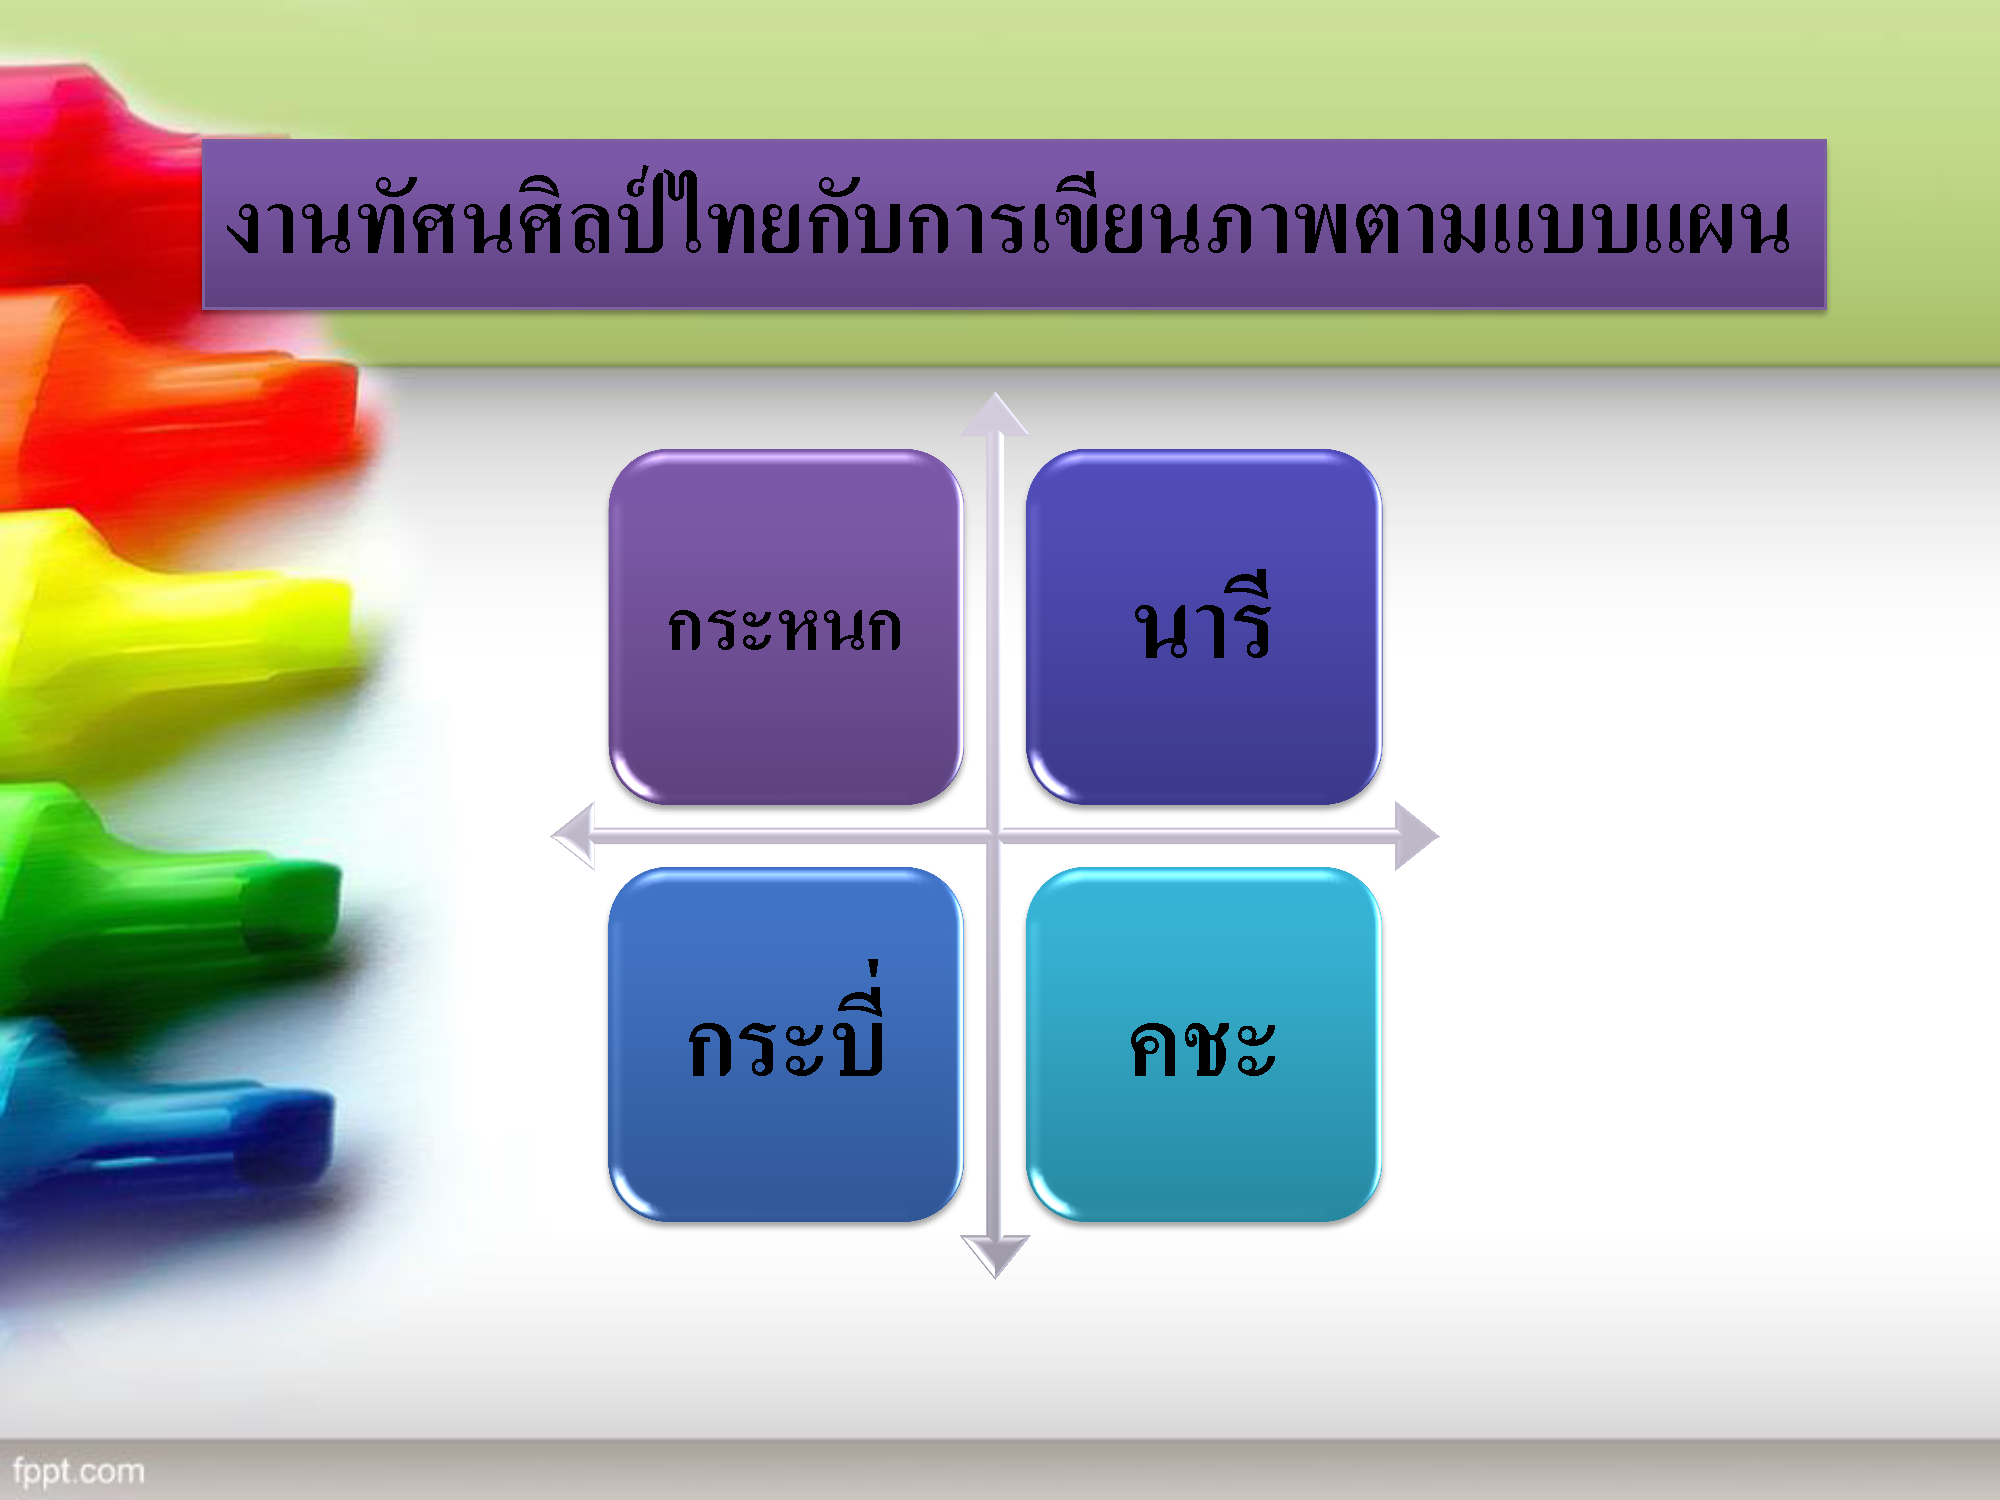 งานทัศนศิลป์ไทยกับการเขียนภาพตามแบบแผน
กระหนก
นารี
กระบี่
คชะ
fppt.com